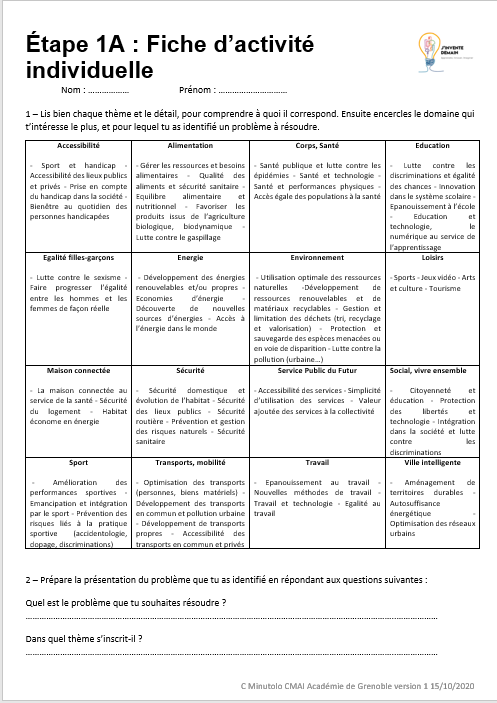 Étape 1A : Fiche d'activité
individuelle
J'INVENTE
DEMAIN
Nom : ……………… Prénom : …………………………
1 – Lis bien chaque thème et le détail, pour comprendre à quoi il correspond. Ensuite encercles le domaine qui
t'intéresse le plus, et pour lequel tu as identifié un problème à résoudre.
Accessibilité
- Sport et handicap -
Accessibilité des lieux publics
et privés - Prise en compte
du handicap dans la société -
Bienêtre au quotidien des
personnes handicapées
Alimentation
- Gérer les ressources et besoins
alimentaires - Qualité des
aliments et sécurité sanitaire -
Equilibre alimentaire et
nutritionnel - Favoriser les
produits issus de l'agriculture
biologique, biodynamique -
Lutte contre le gaspillage
Corps, Santé
- Santé publique et lutte contre les
épidémies - Santé et technologie -
Santé et performances physiques -
Accès égale des populations à la santé
Education
- Lutte contre les
discriminations et égalité
des chances - Innovation
dans le système scolaire -
Epanouissement à l'école
- Education et
technologie, le
numérique au service de
l'apprentissage
Egalité filles-garçons
- Lutte contre le sexisme -
Faire progresser l'égalité
entre les hommes et les
femmes de façon réelle
Energie
- Développement des énergies
renouvelables et/ou propres -
Economies d'énergie -
Découverte de nouvelles
sources d'énergies - Accès à
l'énergie dans le monde
Environnement
- Utilisation optimale des ressources
naturelles -Développement de
ressources renouvelables et de
matériaux recyclables - Gestion et
limitation des déchets (tri, recyclage
et valorisation) - Protection et
sauvegarde des espèces menacées ou
en voie de disparition - Lutte contre la
pollution (urbaine…)
Loisirs
- Sports - Jeux vidéo - Arts
et culture - Tourisme
Maison connectée
- La maison connectée au
service de la santé - Sécurité
du logement - Habitat
économe en énergie
Sécurité
- Sécurité domestique et
évolution de l'habitat - Sécurité
des lieux publics - Sécurité
routière - Prévention et gestion
des risques naturels - Sécurité
sanitaire
Service Public du Futur
- Accessibilité des services - Simplicité
d'utilisation des services - Valeur
ajoutée des services à la collectivité
Social, vivre ensemble
- Citoyenneté et
éducation - Protection
des libertés et
technologie - Intégration
dans la société et lutte
contre les
discriminations
Sport
- Amélioration des
performances sportives -
Emancipation et intégration
par le sport - Prévention des
risques liés à la pratique
sportive (accidentologie,
dopage, discriminations)
Transports, mobilité
- Optimisation des transports
(personnes, biens matériels) -
Développement des transports
en commun et pollution urbaine
- Développement de transports
propres - Accessibilité des
transports en commun et privés
Travail
- Epanouissement au travail -
Nouvelles méthodes de travail -
Travail et technologie - Egalité au
travail
Ville intelligente
- Aménagement de
territoires durables -
Autosuffisance
énergétique -
Optimisation des réseaux
urbains
2 – Prépare la présentation du problème que tu as identifié en répondant aux questions suivantes :
Quel est le problème que tu souhaites résoudre ?
Dans quel thème s'inscrit-il ?
C Minutolo CMAI Académie de Grenoble version 1 15/10/2020